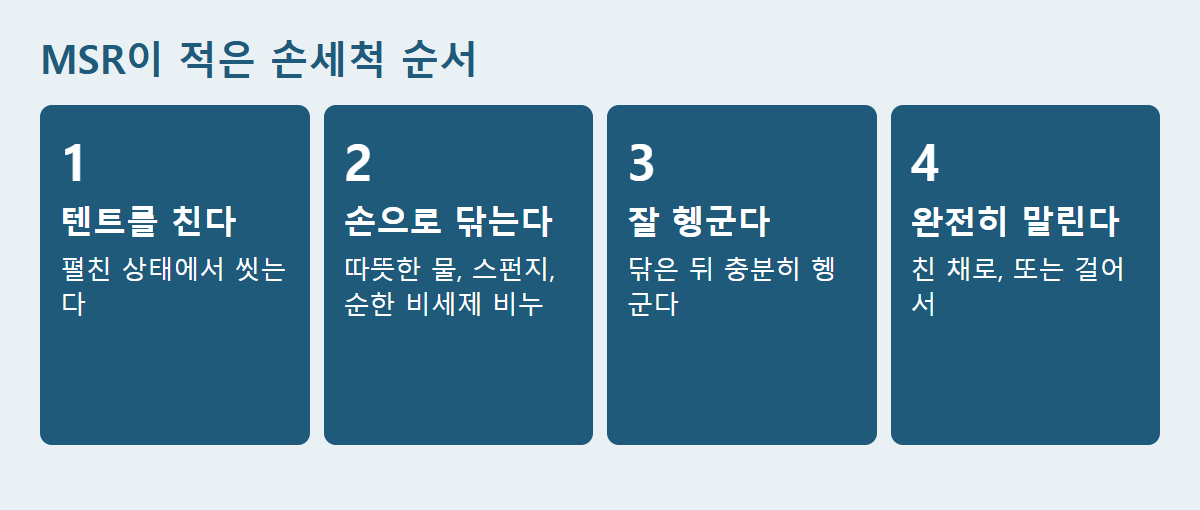 MSR이 적은 손세척 순서
1
텐트를 친다
펼친 상태에서 씻는
다
2
손으로 닦는다
따뜻한 물, 스펀지,
순한 비세제 비누
3
잘 헹군다
닦은 뒤 충분히 헹
군다
4
완전히 말린다
친 채로, 또는 걸어
서